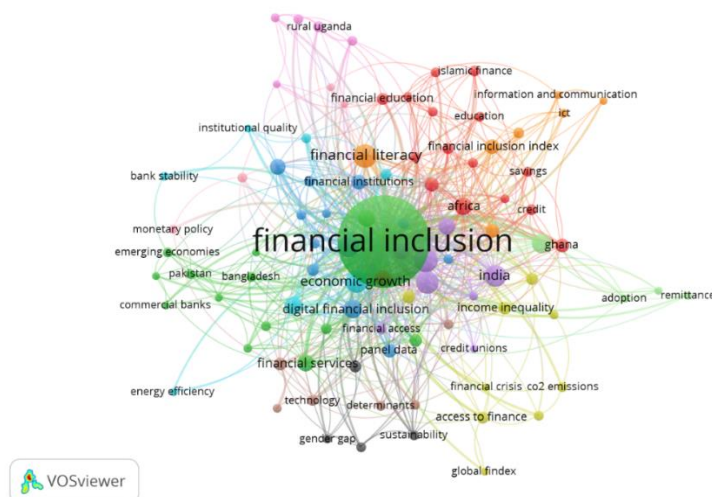 rural uganda
islamic finance
financial education
information and communication
education
ict
institutional quality
financial inclusion index
financial literacy
bank stability
financial institutions
savings
africa
credit
monetary policy
financial inclusion
ghana
emerging economies
pakistan
bangladesh
economic growth
india
adoption
remittance
commercial banks
digital financial inclusion
income inequality
financial access
panel data
credit unions
financial services
energy efficiency
technology
financial crisis
co2 emissions
determinants
access to finance
gender gap
sustainability
global findex
VOSviewer